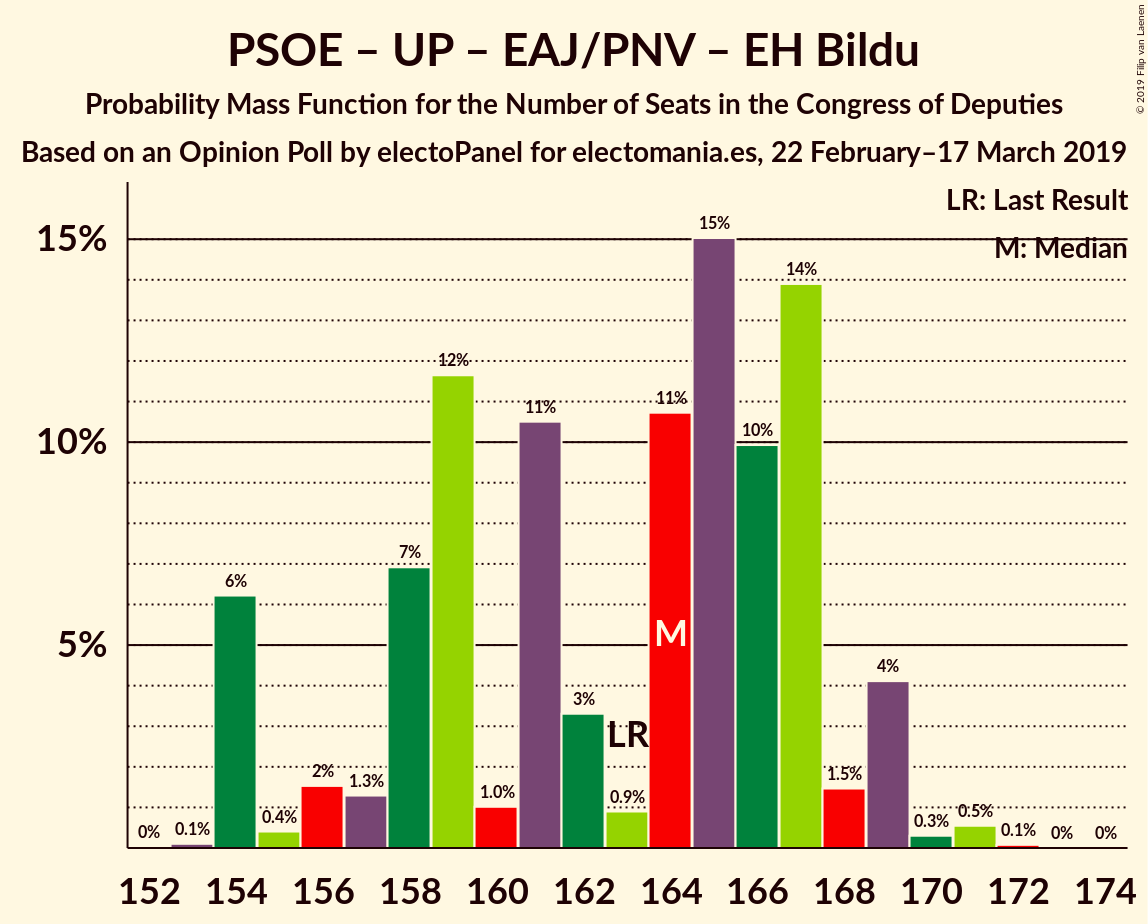 PSOE – UP – EAJ/PNV – EH Bildu
Probability Mass Function for the Number of Seats in the Congress of Deputies
Based on an Opinion Poll by electoPanel for electomania.es, 22 February–17 March 2019
© 2019 Filip van Laenen
LR: Last Result
M: Median
15%
10%
5%
0%
0.1%
6%
0.4%
2%
1.3%
7%
12%
1.0%
11%
3%
0.9%
11%
15%
10%
14%
1.5%
4%
0.3%
0.5%
0.1%
0%
0%
LR
M
152 154 156 158 160 162 164 166 168 170 172 174